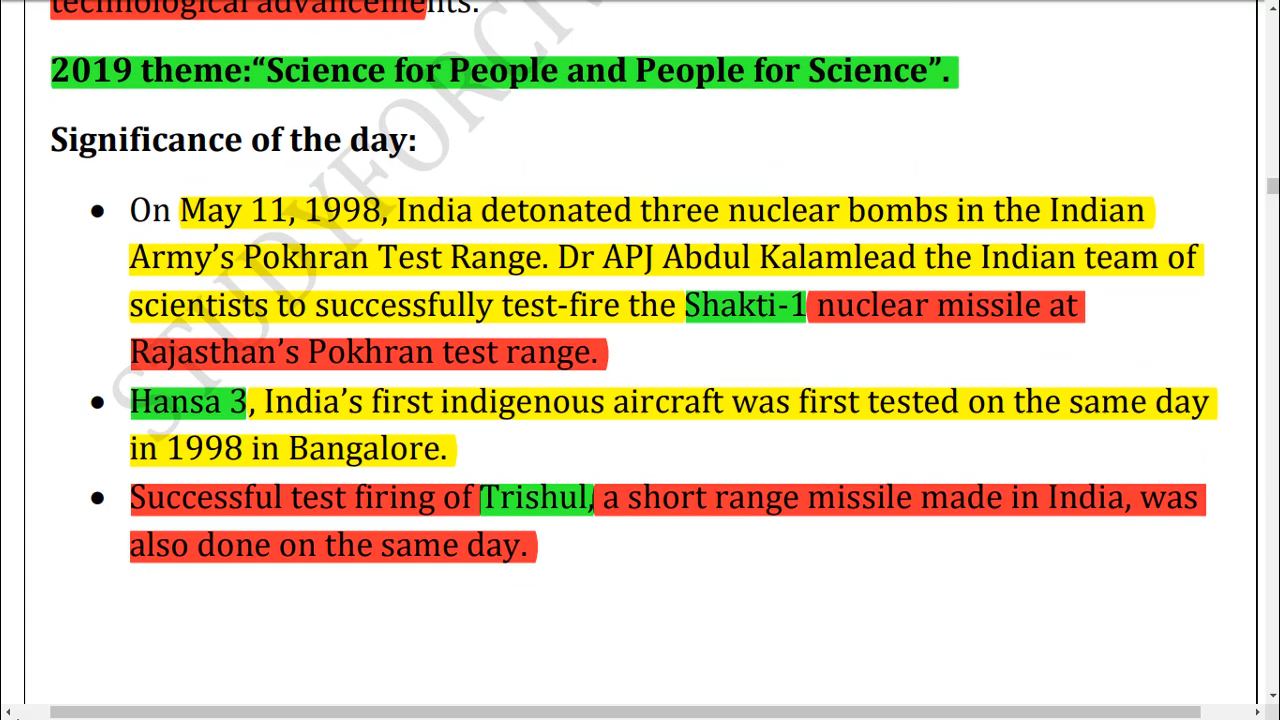 technological advancements.
2019 theme:“Science for People and People for Science”.
Significance of the day:
• On May 11, 1998, India detonated three nuclear bombs in the Indian
Army’s Pokhran Test Range. Dr APJ Abdul Kalamlead the Indian team of
scientists to successfully test-fire the Shakti-1 nuclear missile at
Rajasthan’s Pokhran test range.
• Hansa 3, India’s first indigenous aircraft was first tested on the same day
in 1998 in Bangalore.
• Successful test firing of Trishul, a short range missile made in India, was
also done on the same day.
STUDYFORCIV